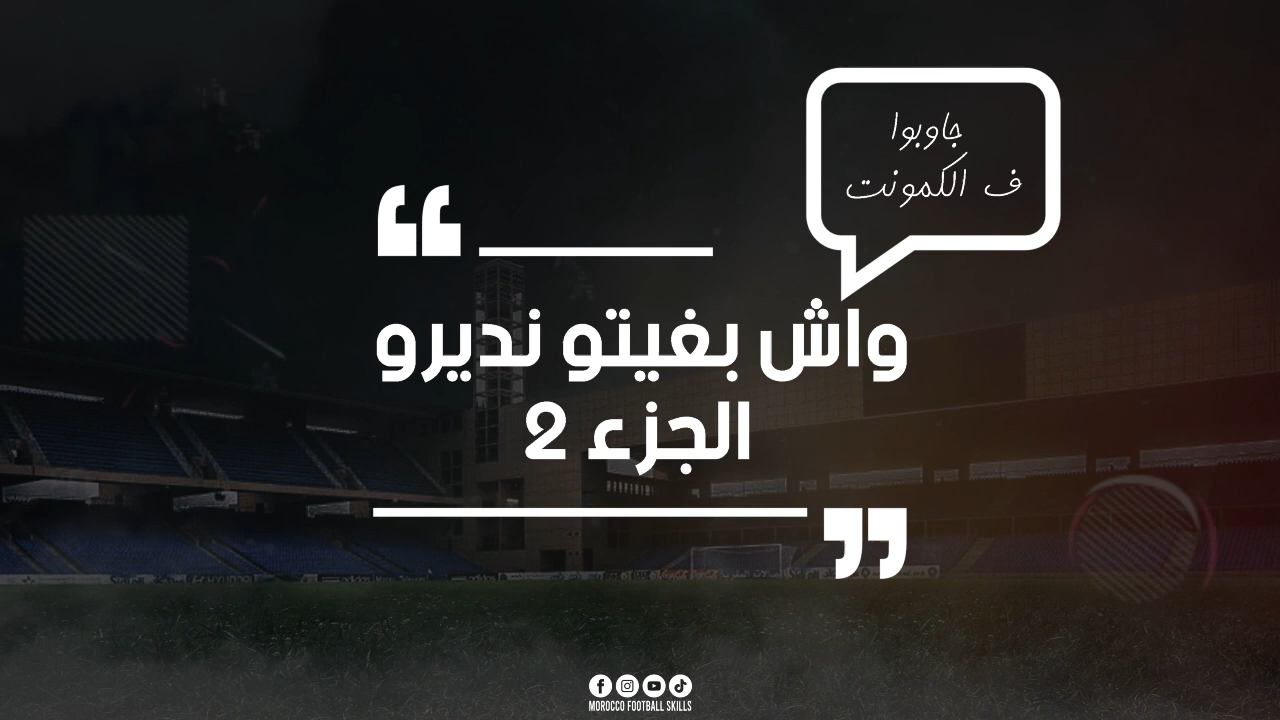 جاوبوا
ف الكمونت
واش بغيتو نديرو
الجزء 2
MOROCCO FOOTBALL SKILLS